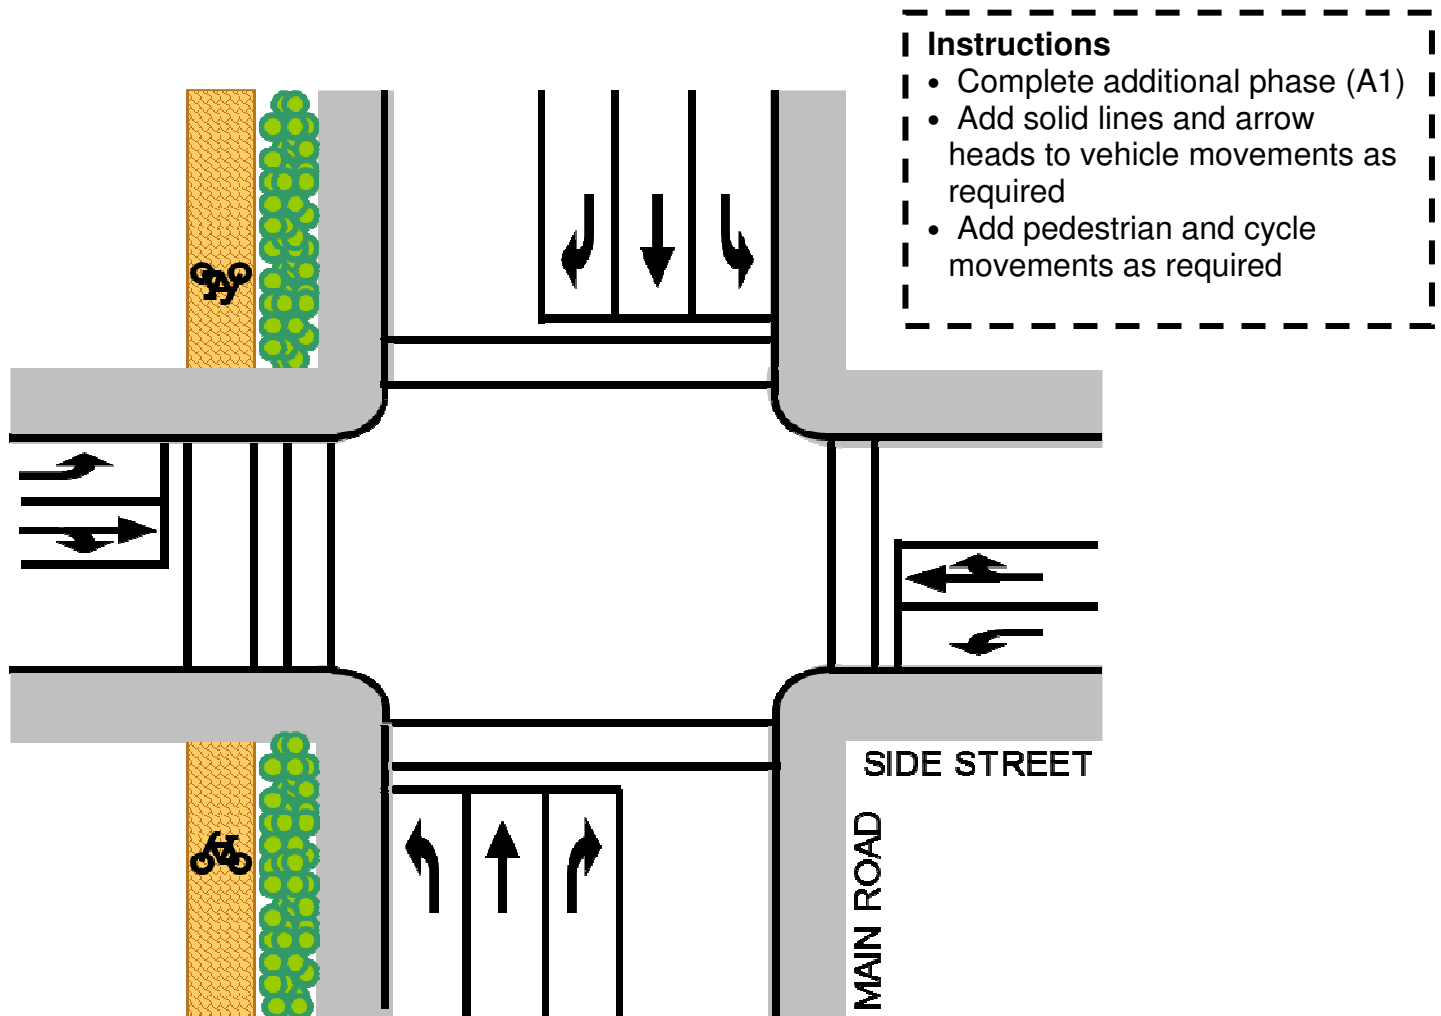 Instructions
• Complete additional phase (A1)
• Add solid lines and arrow
heads to vehicle movements as
required
• Add pedestrian and cycle
movements as required
SIDE STREET
MAIN ROAD